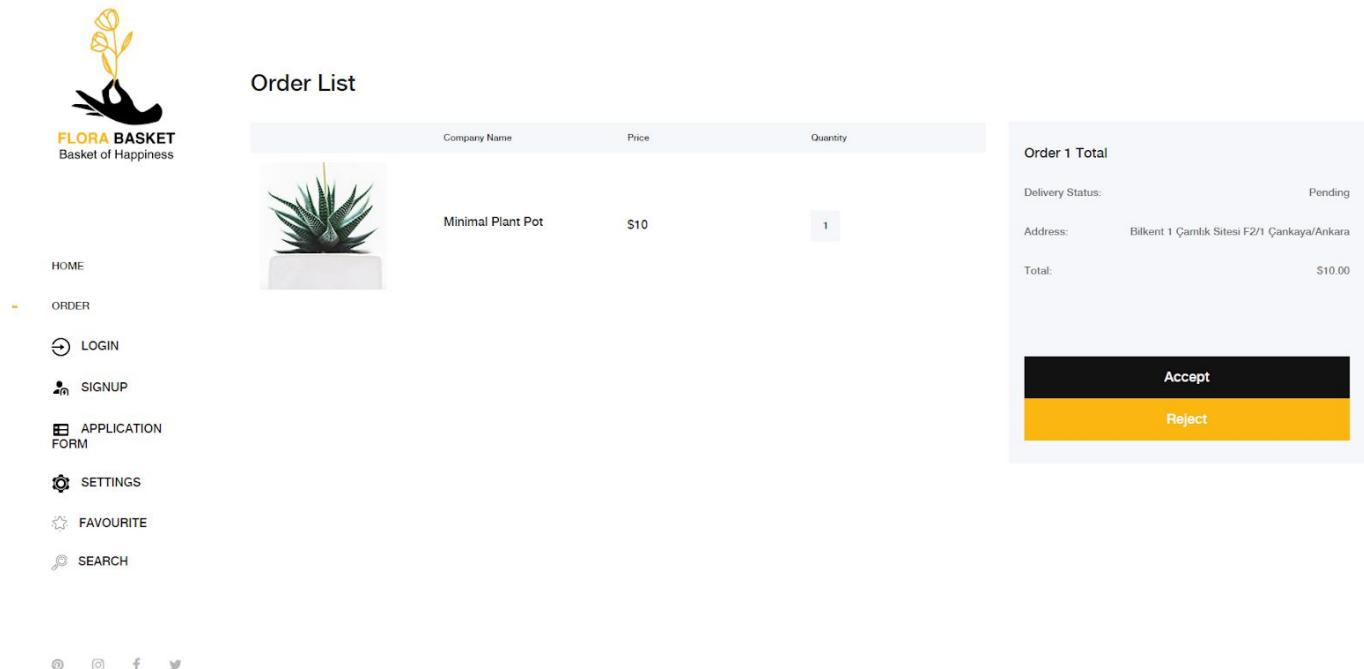 FLORA BASKET
Basket of Happiness
HOME
ORDER
LOGIN
SIGNUP
APPLICATION
FORM
SETTINGS
FAVOURITE
SEARCH
Order List
Company Name Price Quantity
Minimal Plant Pot $10 1
Order 1 Total
Delivery Status: Pending
Address: Bilkent 1 Çamlık Sitesi F2/1 Çankaya/Ankara
Total: $10.00
Accept
Reject